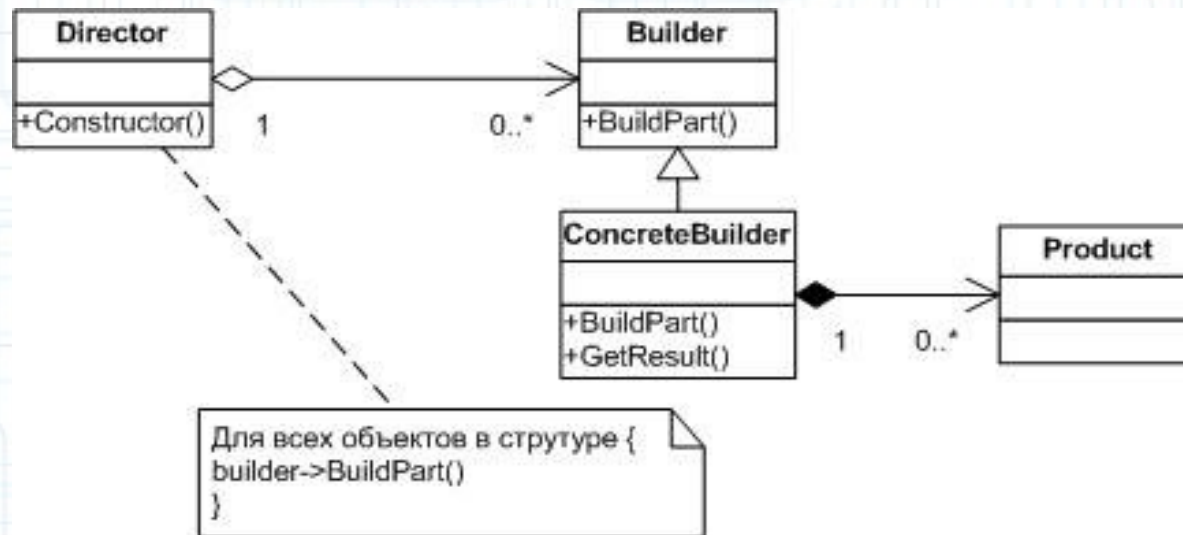 Director
+Constructor()
1
0..*
Builder
+BuildPart()
ConcreteBuilder
+BuildPart()
+GetResult()
1
0..*
Product
Для всех объектов в струтуре {
builder->BuildPart()
}